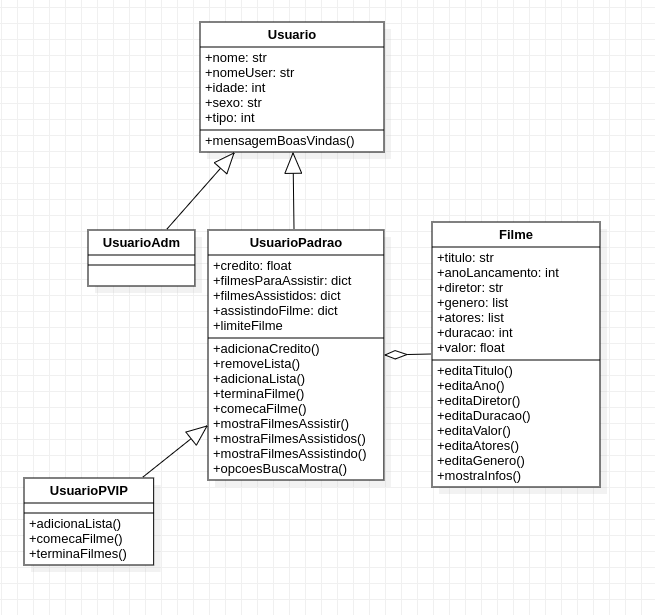 Usuario
+nome: str
+nomeUser: str
+idade: int
+sexo: str
+tipo: int
+mensagemBoasVindas()
UsuarioAdm
UsuarioPadrao
+credito: float
+filmesParaAssistir: dict
+filmesAssistidos: dict
+assistindoFilme: dict
+limiteFilme
+adicionaCredito()
+removeLista()
+adicionaLista()
+terminaFilme()
+comecaFilme()
+mostraFilmesAssistir()
+mostraFilmesAssistidos()
+mostraFilmesAssistindo()
+opcoesBuscaMostra()
Filme
+titulo: str
+anoLancamento: int
+diretor: str
+genero: list
+atores: list
+duracao: int
+valor: float
+editaTitulo()
+editaAno()
+editaDiretor()
+editaDuracao()
+editaValor()
+editaAtores()
+editaGenero()
+mostraInfos()
UsuarioPVIP
+adicionaLista()
+comecaFilme()
+terminaFilmes()